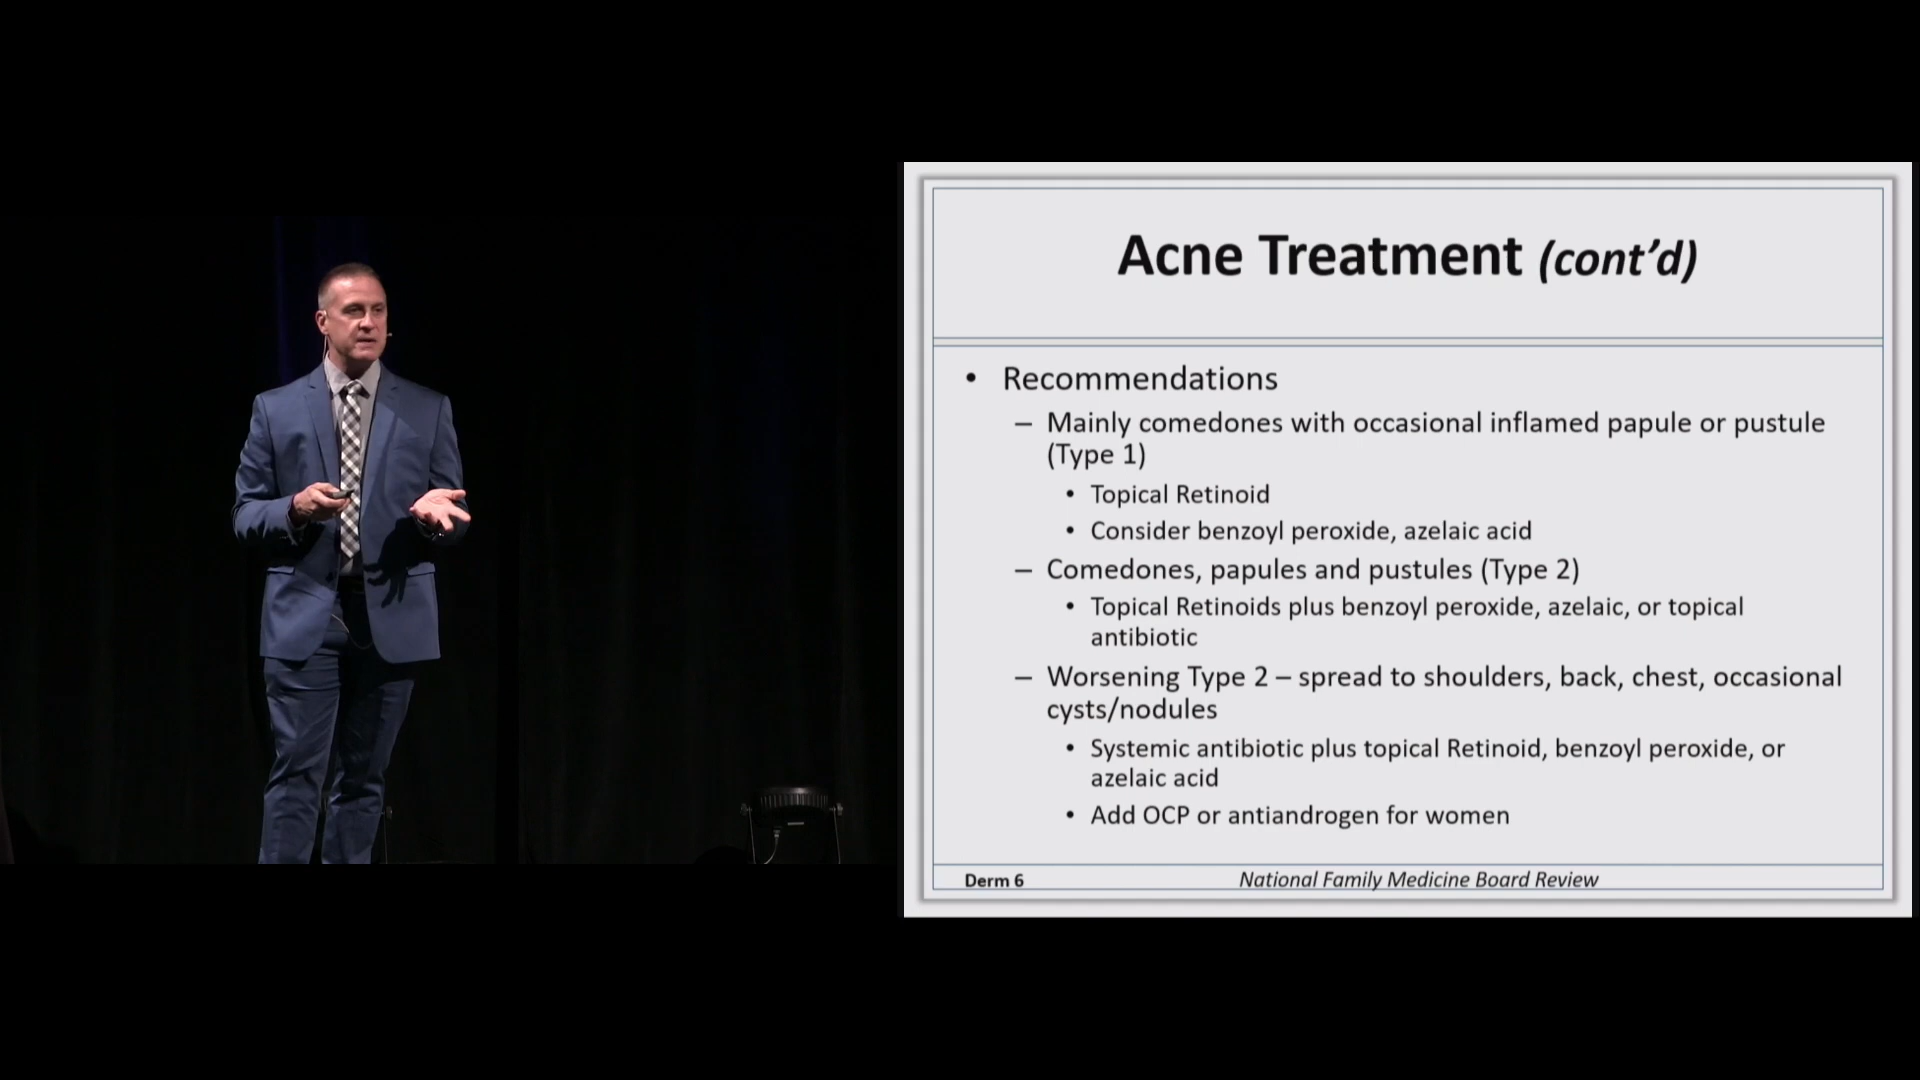 Acne Treatment (cont’d)
• Recommendations
– Mainly comedones with occasional inflamed papule or pustule
(Type 1)
• Topical Retinoid
• Consider benzoyl peroxide, azelaic acid
– Comedones, papules and pustules (Type 2)
• Topical Retinoids plus benzoyl peroxide, azelaic, or topical
antibiotic
– Worsening Type 2 – spread to shoulders, back, chest, occasional
cysts/nodules
• Systemic antibiotic plus topical Retinoid, benzoyl peroxide, or
azelaic acid
• Add OCP or antiandrogen for women
Derm 6
National Family Medicine Board Review